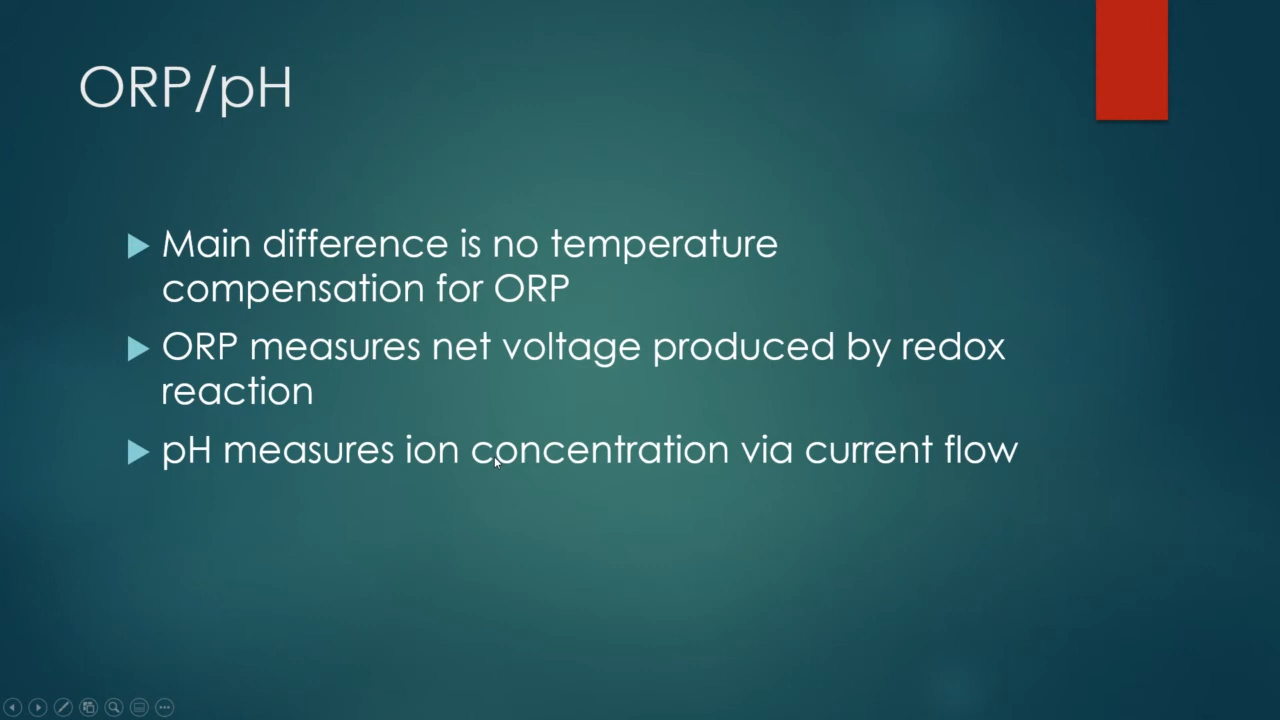 ORP/pH
Main difference is no temperature
compensation for ORP
ORP measures net voltage produced by redox
reaction
pH measures ion concentration via current flow